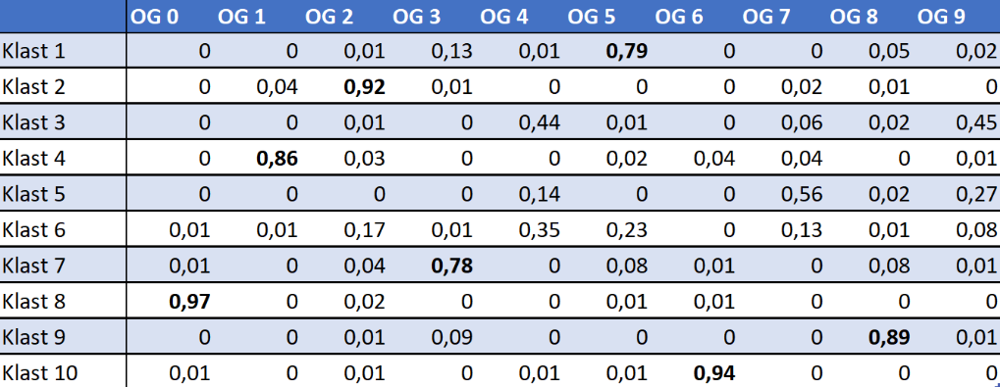 OG 0 OG 1 OG 2 OG 3 OG 4 OG 5 OG 6 OG 7 OG 8 OG 9
Klast 1 0 0 0,01 0,13 0,01 0,79 0 0 0,05 0,02
Klast 2 0 0,04 0,92 0,01 0 0 0 0,02 0,01 0
Klast 3 0 0 0,01 0 0,44 0,01 0 0,06 0,02 0,45
Klast 4 0 0,86 0,03 0 0 0,02 0,04 0,04 0 0,01
Klast 5 0 0 0 0 0,14 0 0 0,56 0,02 0,27
Klast 6 0,01 0,01 0,17 0,01 0,35 0,23 0 0,13 0,01 0,08
Klast 7 0,01 0 0,04 0,78 0 0,08 0,01 0 0,08 0,01
Klast 8 0,97 0 0,02 0 0 0,01 0,01 0 0 0
Klast 9 0 0 0,01 0,09 0 0 0 0 0,89 0,01
Klast 10 0,01 0 0,01 0 0,01 0,01 0,94 0 0 0